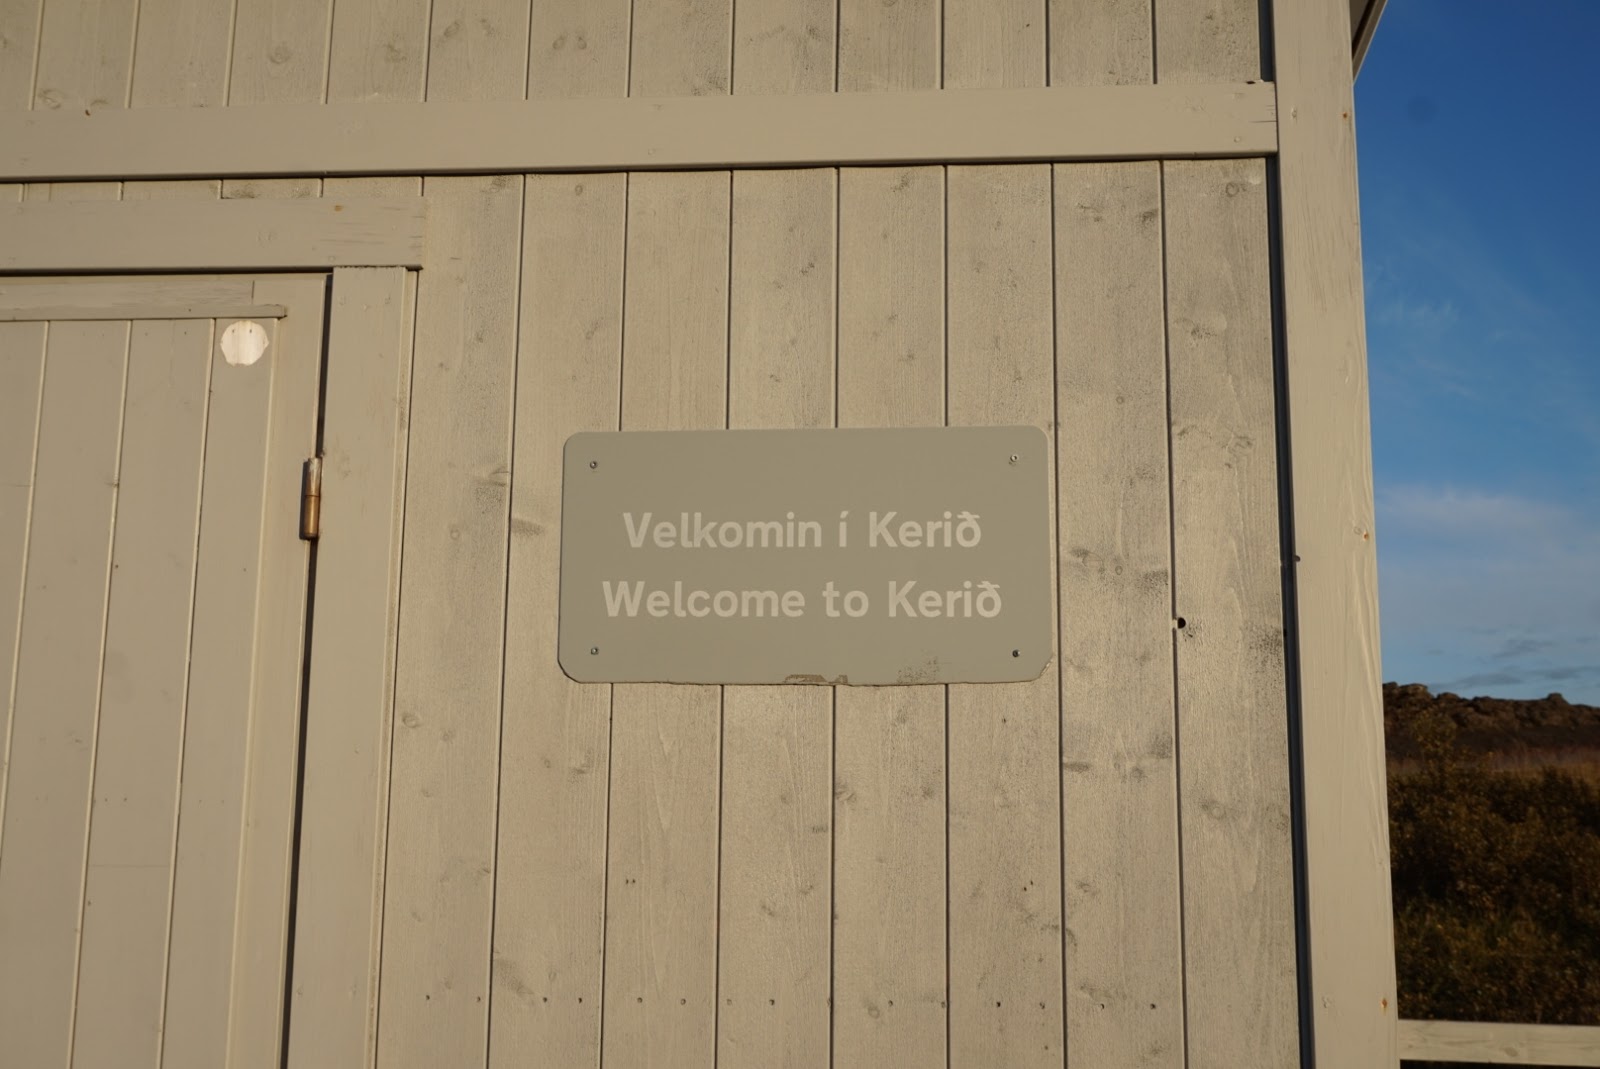 Velkomin í Kerið
Welcome to Kerið